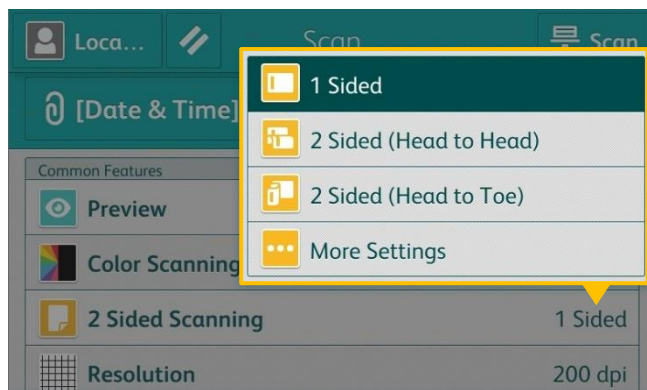 Loca...
Scan
Scan
[Date & Time]
1 Sided
2 Sided (Head to Head)
2 Sided (Head to Toe)
More Settings
Common Features
Preview
Color Scanning
2 Sided Scanning 1 Sided
Resolution 200 dpi